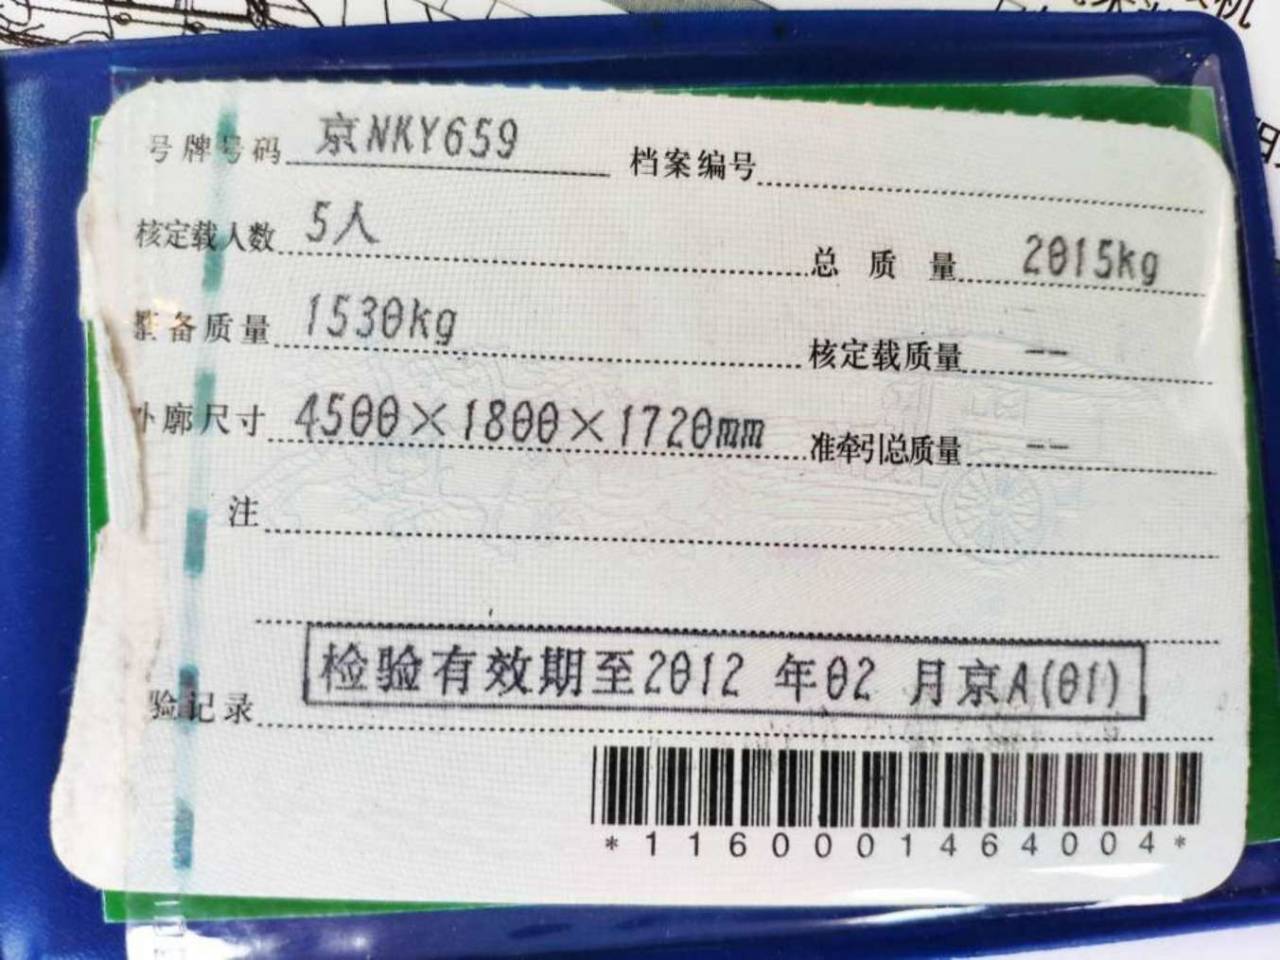 号牌号码 京NKY659 档案编号
核定载人数 5人 总质量 2015kg
整备质量 1530kg 核定载质量 --
外廓尺寸 4500×1800×1720mm 准牵引总质量 --
注
验记录 检验有效期至2012年02月京A(01)
*1160001464004*